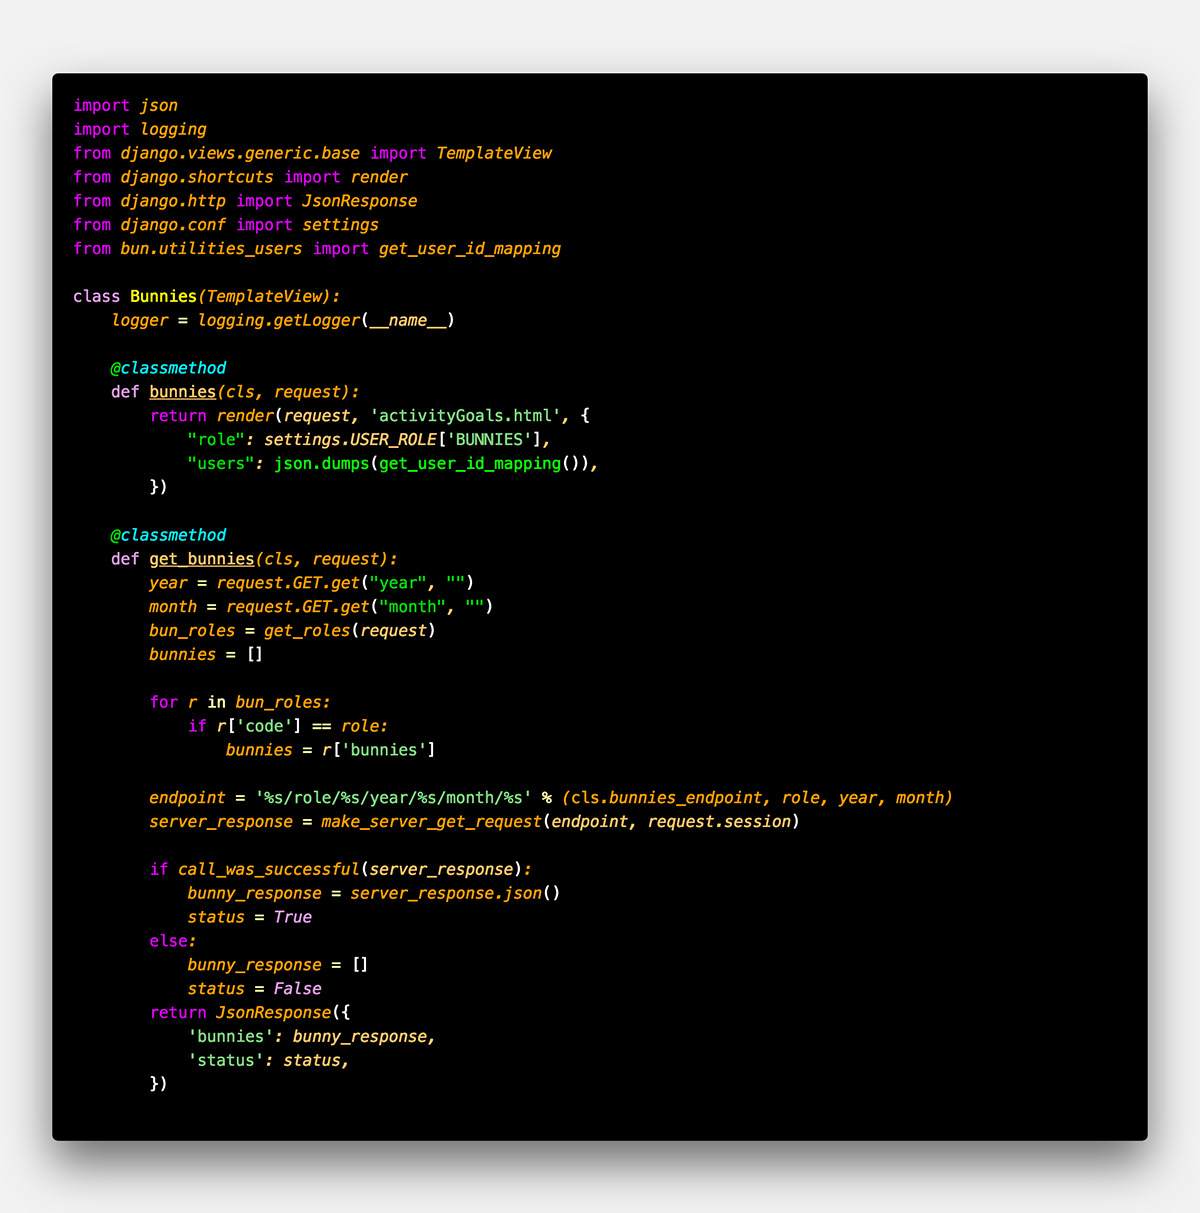 import json
import logging
from django.views.generic.base import TemplateView
from django.shortcuts import render
from django.http import JsonResponse
from django.conf import settings
from bun.utilities_users import get_user_id_mapping

class Bunnies(TemplateView):
    logger = logging.getLogger(__name__)

    @classmethod
    def bunnies(cls, request):
        return render(request, 'activityGoals.html', {
            "role": settings.USER_ROLE['BUNNIES'],
            "users": json.dumps(get_user_id_mapping()),
        })

    @classmethod
    def get_bunnies(cls, request):
        year = request.GET.get("year", "")
        month = request.GET.get("month", "")
        bun_roles = get_roles(request)
        bunnies = []

        for r in bun_roles:
            if r['code'] == role:
                bunnies = r['bunnies']

        endpoint = '%s/role/%s/year/%s/month/%s' % (cls.bunnies_endpoint, role, year, month)
        server_response = make_server_get_request(endpoint, request.session)

        if call_was_successful(server_response):
            bunny_response = server_response.json()
            status = True
        else:
            bunny_response = []
            status = False
        return JsonResponse({
            'bunnies': bunny_response,
            'status': status,
        })